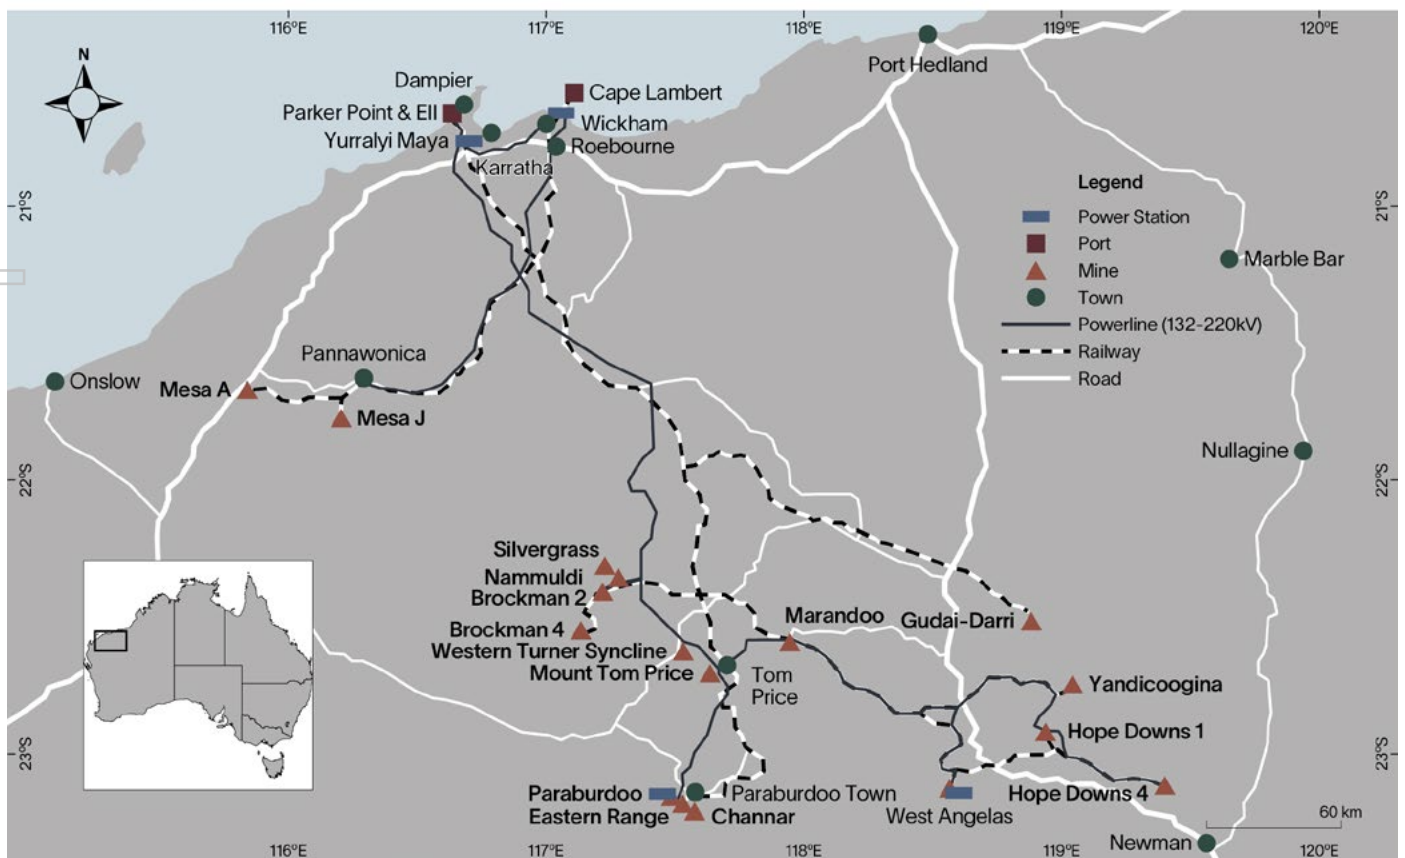 116°E
117°E
118°E
119°E
120°E
N
Port Hedland
Dampier
Cape Lambert
Parker Point & EII
Wickham
Yurralyi Maya
Roebourne
Karratha
21°S
21°S
Legend
Power Station
Port
Mine
Town
Powerline (132-220kV)
Railway
Road
Marble Bar
Pannawonica
Onslow
Mesa A
Mesa J
Nullagine
22°S
22°S
Silvergrass
Nammuldi
Brockman 2
Brockman 4
Western Turner Syncline
Mount Tom Price
Tom
Price
Marandoo
Gudai-Darri
Yandicoogina
Hope Downs 1
23°S
23°S
Paraburdoo
Paraburdoo Town
Eastern Range
Channar
West Angelas
Hope Downs 4
60 km
Newman
116°E
117°E
118°E
119°E
120°E